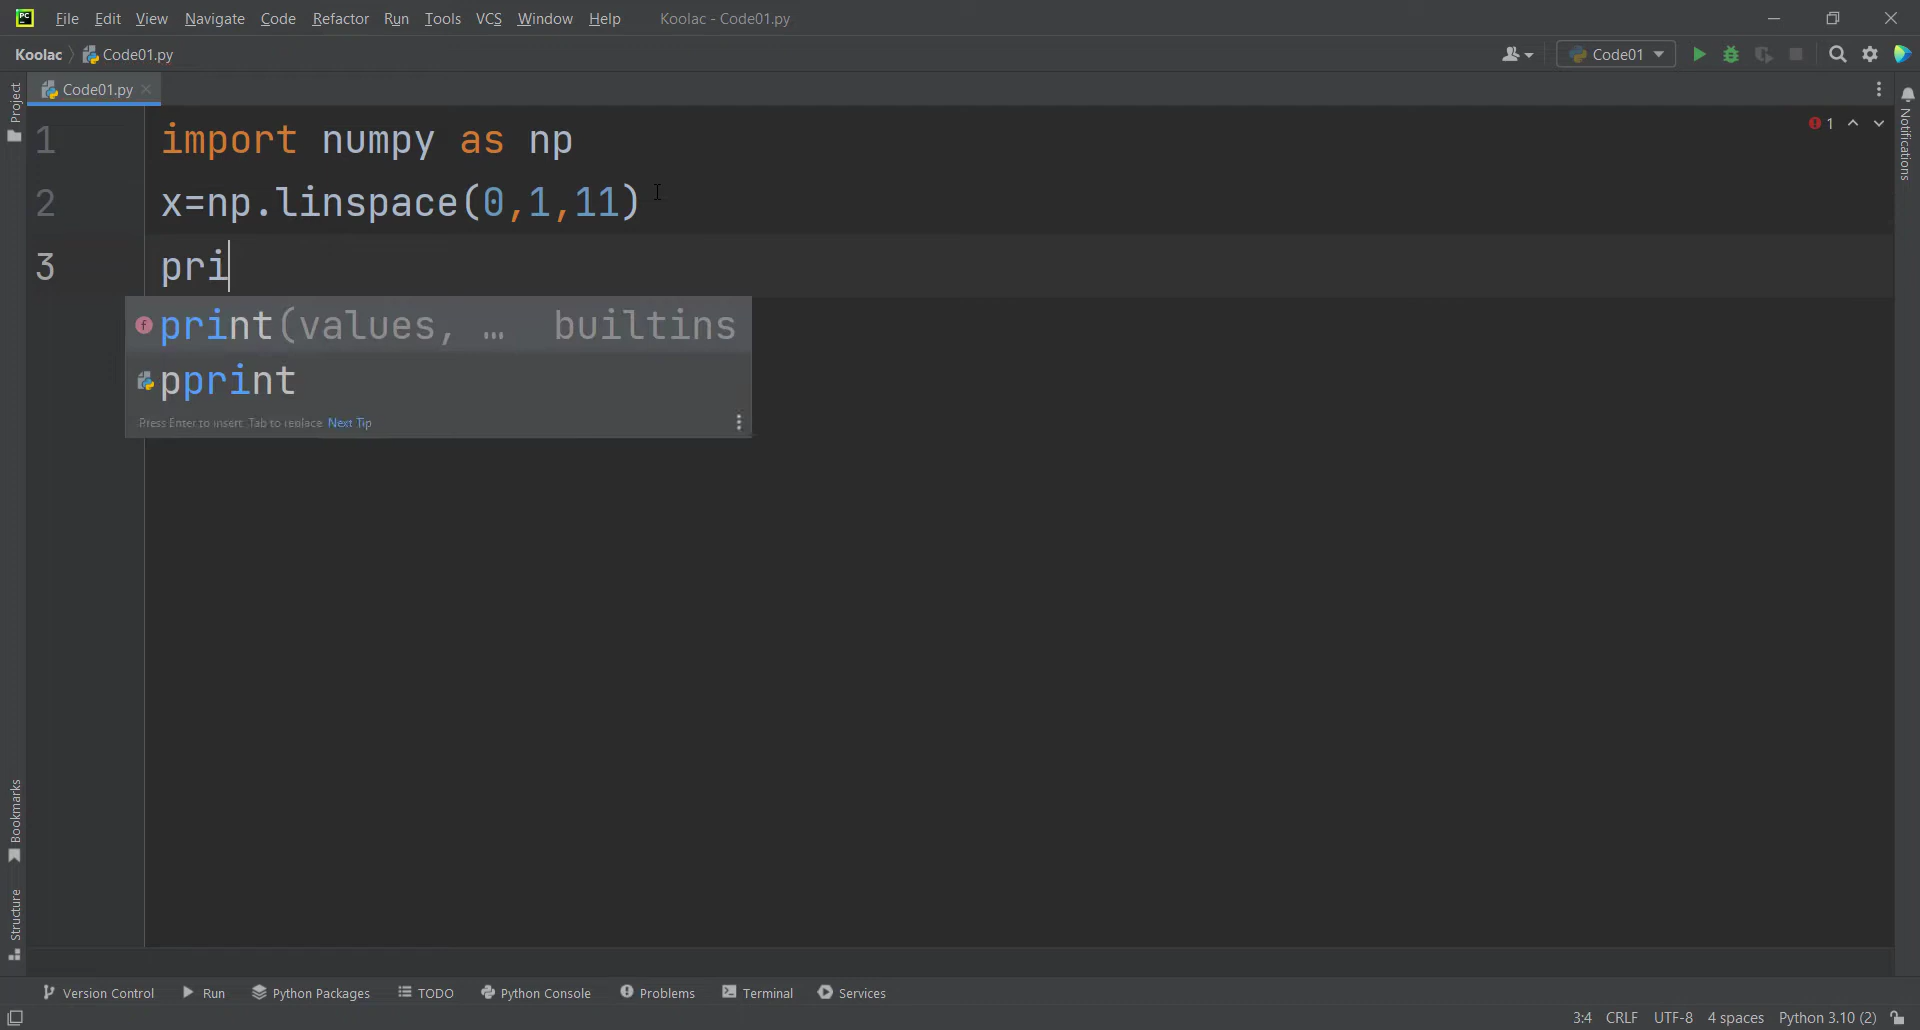 PC
File Edit View Navigate Code Refactor Run Tools VCS Window Help Koolac - Code01.py
Koolac Code01.py Code01
Code01.py
Project
Notifications
1 import numpy as np
2 x=np.linspace(0,1,11)
3 pri
1
f print(values, … builtins
pprint
Press Enter to insert, Tab to replace Next Tip
Bookmarks
Structure
Version Control Run Python Packages TODO Python Console Problems Terminal Services
3:4 CRLF UTF-8 4 spaces Python 3.10 (2)